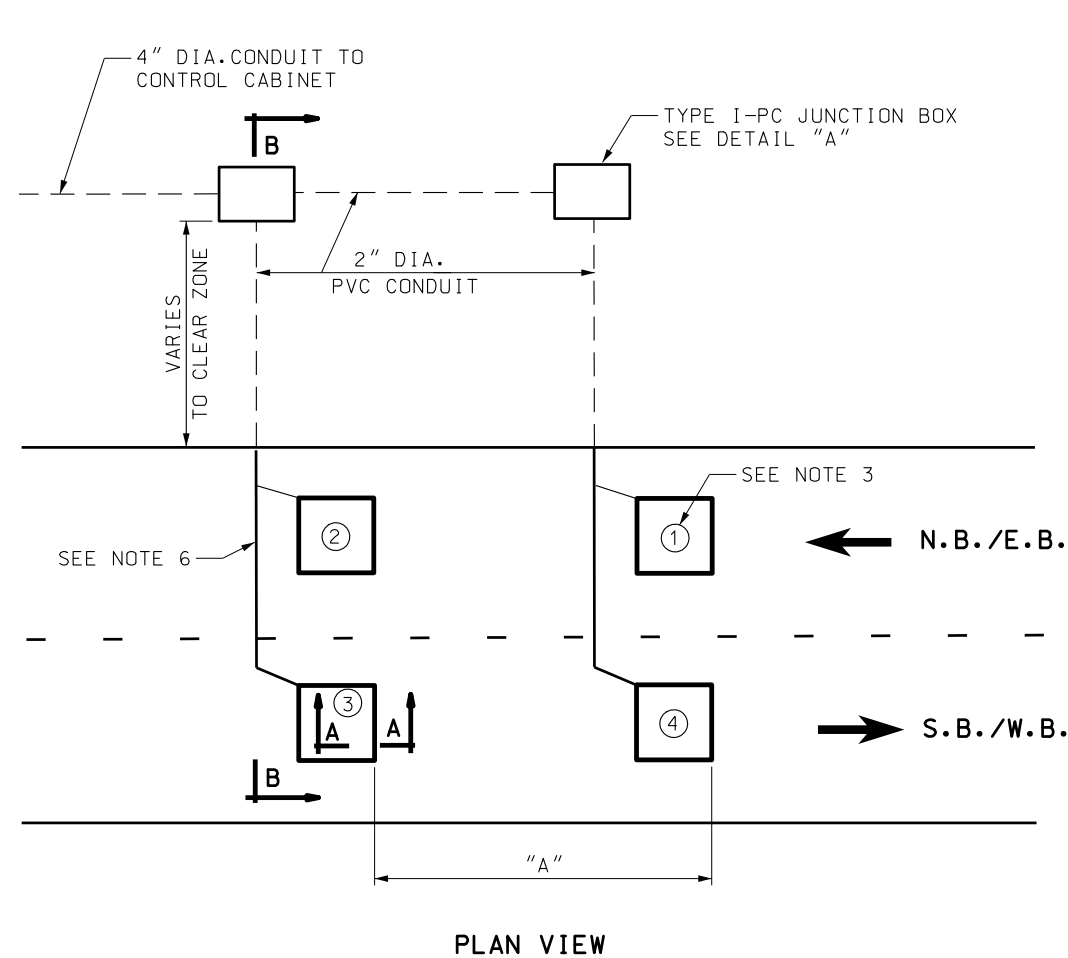 4" DIA.CONDUIT TO
CONTROL CABINET
B
TYPE I-PC JUNCTION BOX
SEE DETAIL "A"
2" DIA.
PVC CONDUIT
VARIES
TO CLEAR ZONE
SEE NOTE 3
2
1
N.B./E.B.
SEE NOTE 6
3
A
A
4
S.B./W.B.
B
"A"
PLAN VIEW